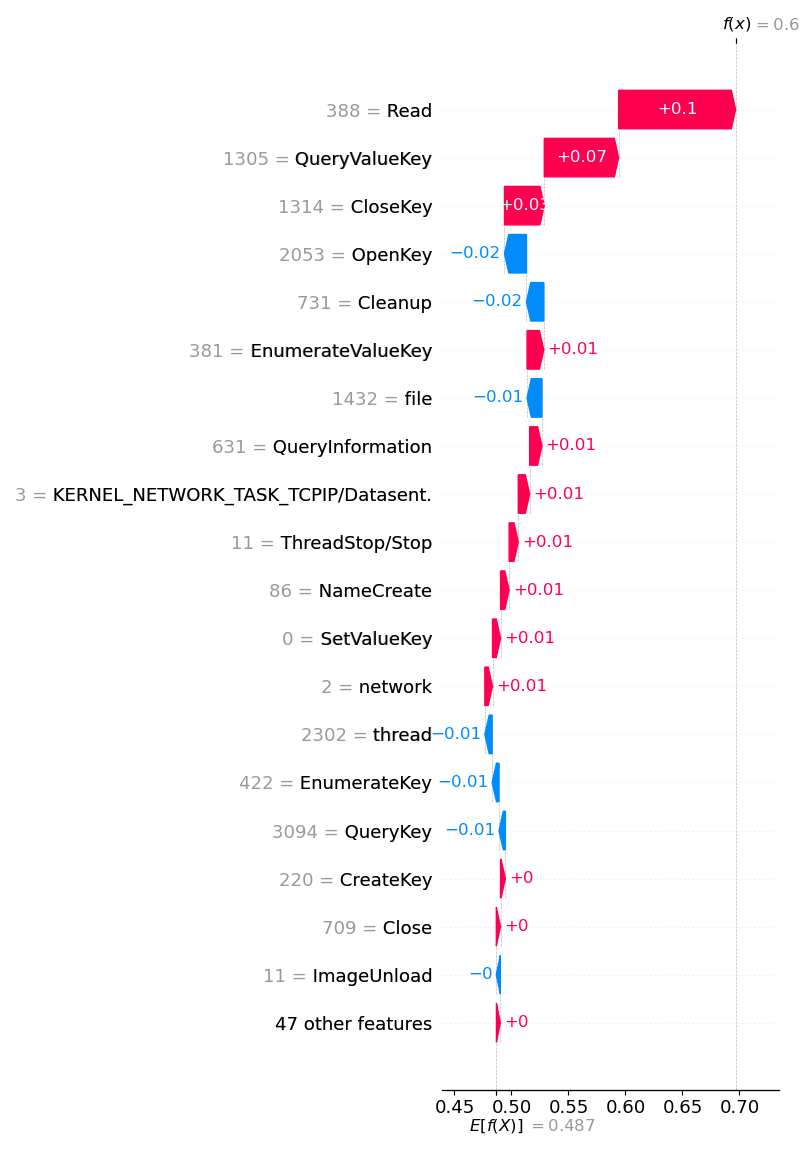 f(x) = 0.6
388 = Read +0.1
1305 = QueryValueKey +0.07
1314 = CloseKey +0.03
2053 = OpenKey −0.02
731 = Cleanup −0.02
381 = EnumerateValueKey +0.01
1432 = file −0.01
631 = QueryInformation +0.01
3 = KERNEL_NETWORK_TASK_TCPIP/Datasent. +0.01
11 = ThreadStop/Stop +0.01
86 = NameCreate +0.01
0 = SetValueKey +0.01
2 = network +0.01
2302 = thread −0.01
422 = EnumerateKey −0.01
3094 = QueryKey −0.01
220 = CreateKey +0
709 = Close +0
11 = ImageUnload −0
47 other features +0
0.45 0.50 0.55 0.60 0.65 0.70
E[f(X)] = 0.487